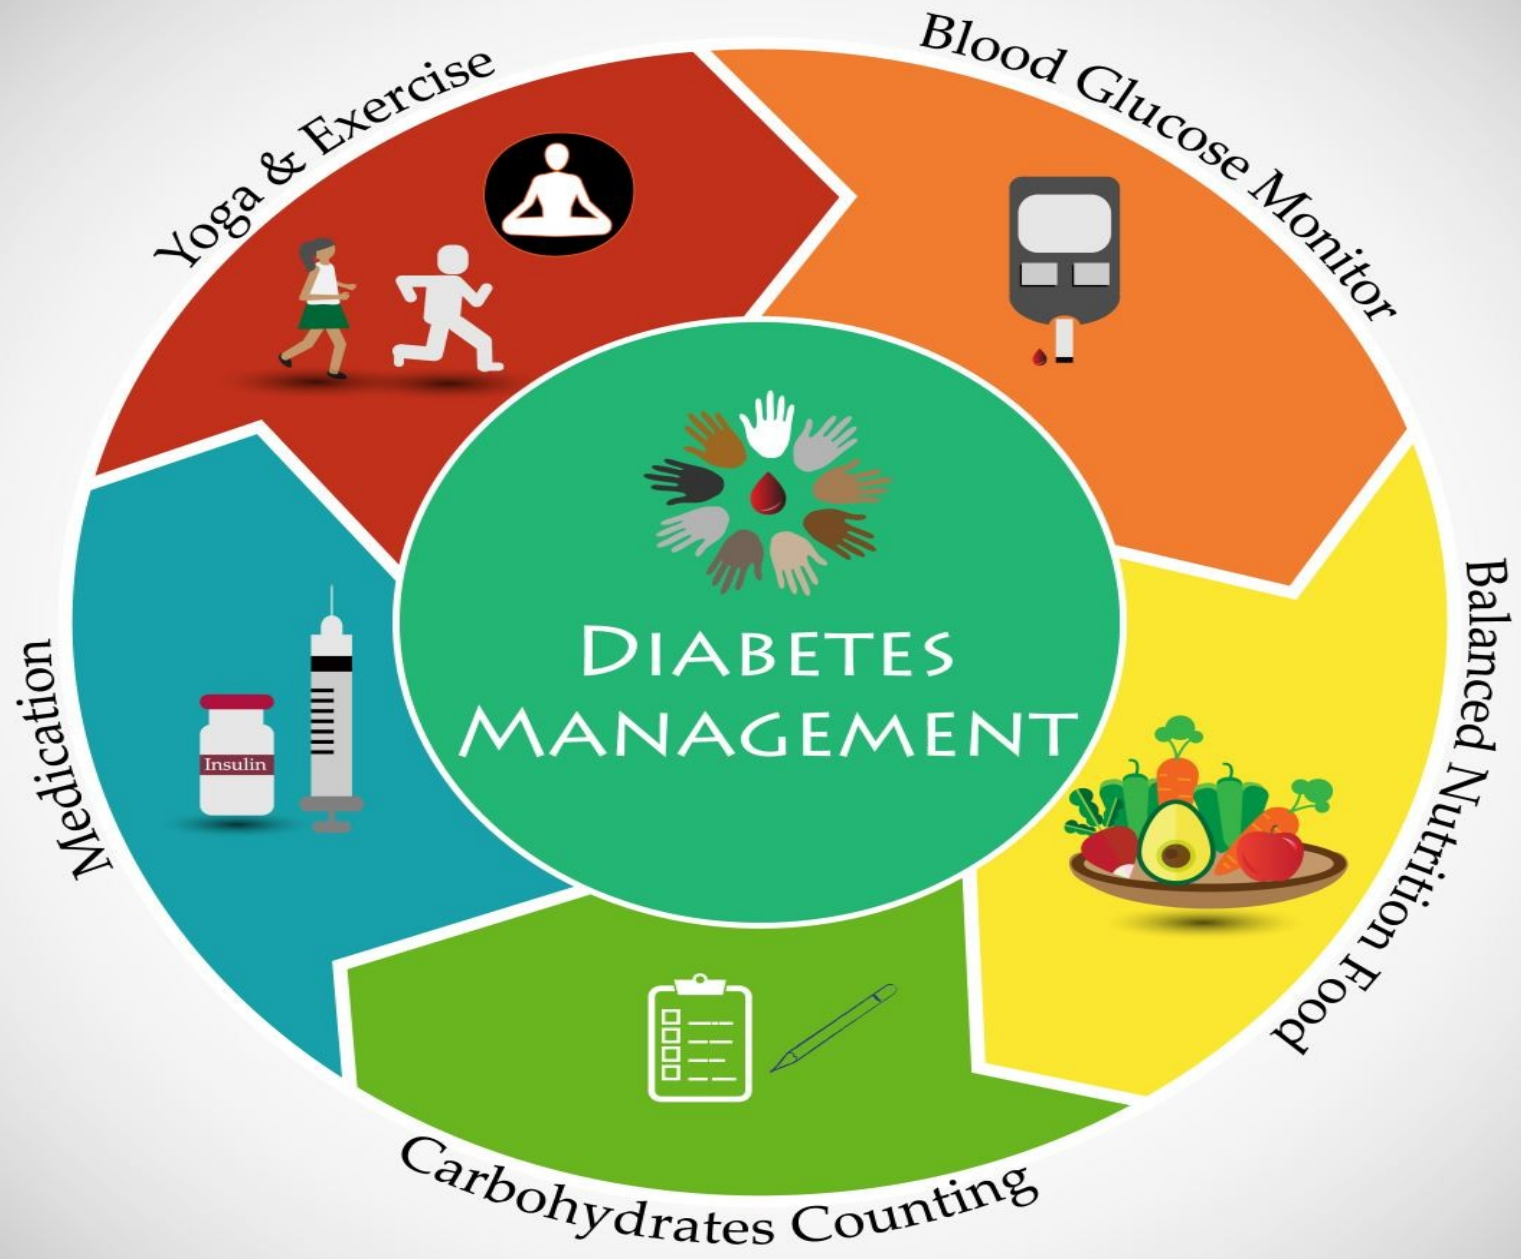 Yoga & Exercise
Blood Glucose Monitor
Balanced Nutrition Food
Carbohydrates Counting
Medication
Insulin
DIABETES
MANAGEMENT